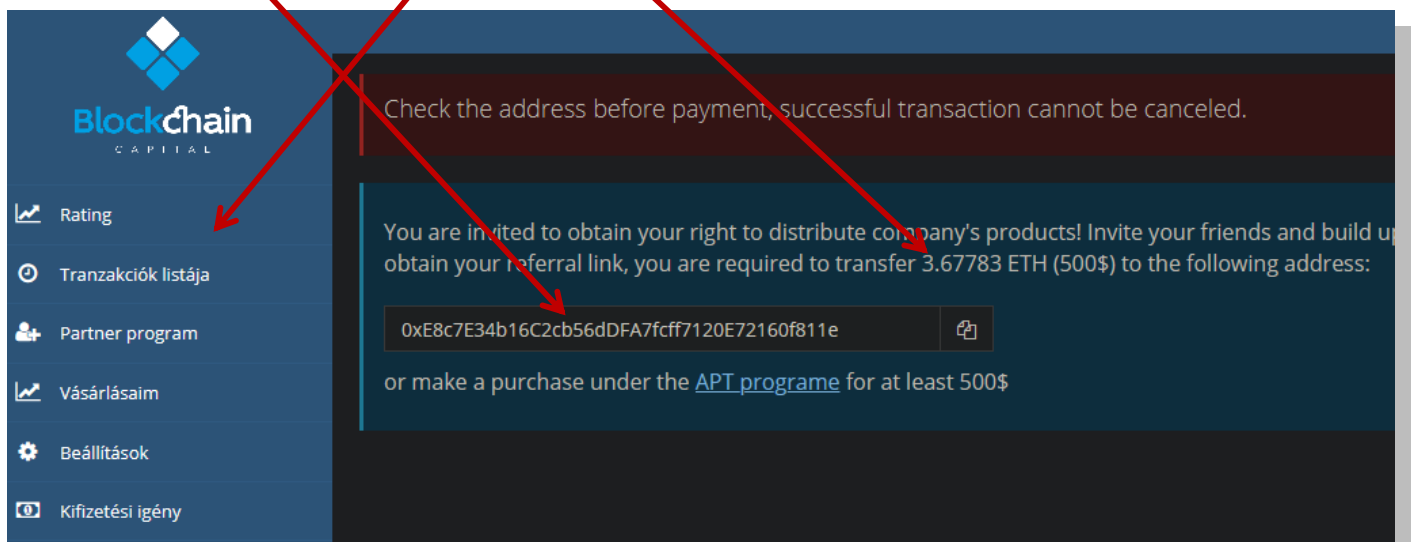 Blockchain
CAPITAL
Check the address before payment, successful transaction cannot be canceled.
Rating
You are invited to obtain your right to distribute company's products! Invite your friends and build
obtain your referral link, you are required to transfer 3.67783 ETH (500$) to the following address:
Tranzakciók listája
0xE8c7E34b16C2cb56dDFA7fcff7120E72160f811e
Partner program
or make a purchase under the APT programe for at least 500$
Vásárlásaim
Beállítások
Kifizetési igény